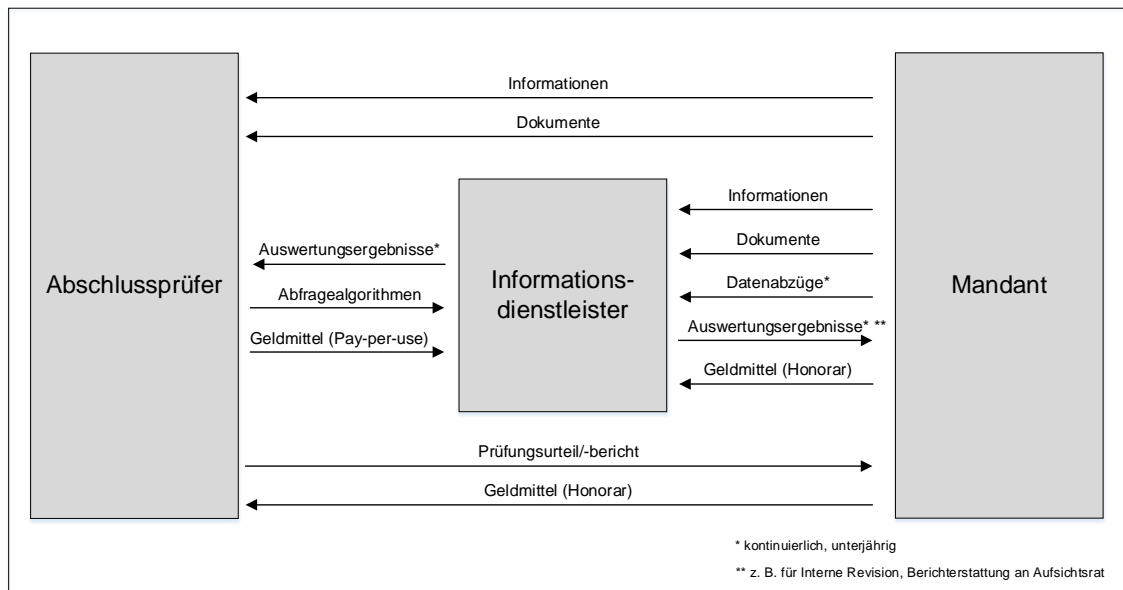 Informationen
Dokumente
Abschlussprüfer
Auswertungsergebnisse*
Abfragealgorithmen
Geldmittel (Pay-per-use)
Informations-
dienstleister
Informationen
Dokumente
Datenabzüge*
Auswertungsergebnisse* **
Geldmittel (Honorar)
Mandant
Prüfungsurteil/-bericht
Geldmittel (Honorar)
* kontinuierlich, unterjährig
** z. B. für Interne Revision, Berichterstattung an Aufsichtsrat